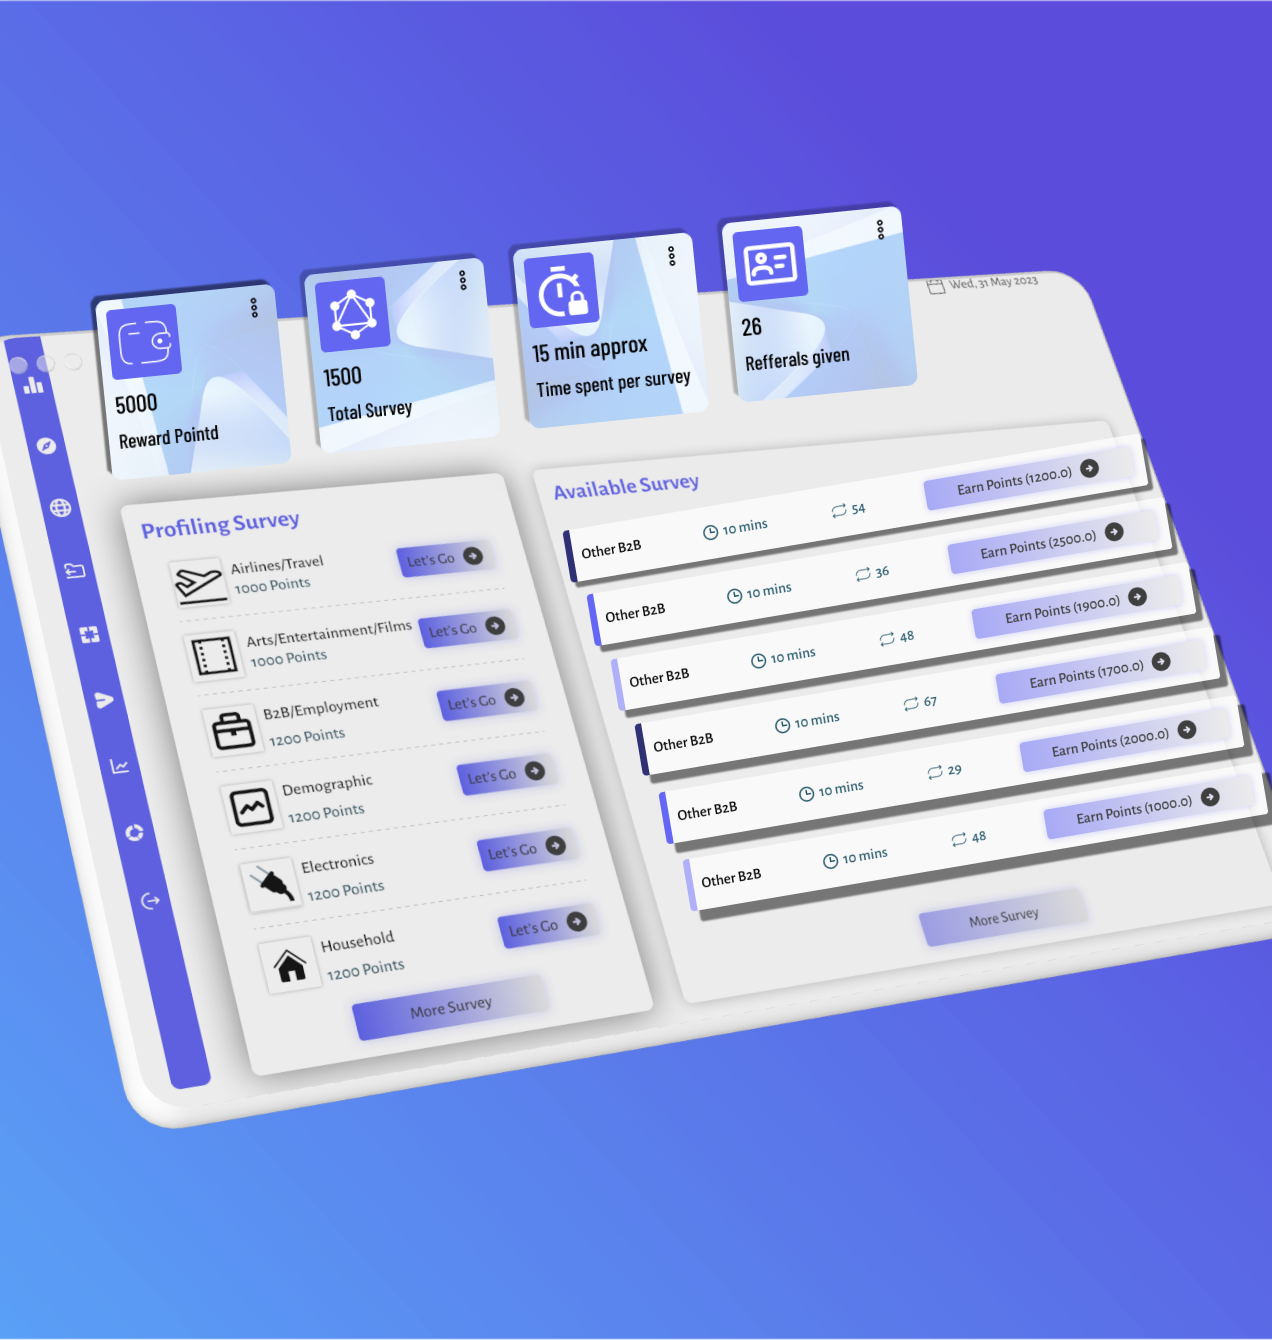 Wed, 31 May 2023
5000
Reward Pointd
1500
Total Survey
15 min approx
Time spent per survey
26
Refferals given
Profiling Survey
Airlines/Travel
1000 Points
Let's Go
Arts/Entertainment/Films
1000 Points
Let's Go
B2B/Employment
1200 Points
Let's Go
Demographic
1200 Points
Let's Go
Electronics
1200 Points
Let's Go
Household
1200 Points
Let's Go
More Survey
Available Survey
Other B2B 10 mins 54 Earn Points (1200.0)
Other B2B 10 mins 36 Earn Points (2500.0)
Other B2B 10 mins 48 Earn Points (1900.0)
Other B2B 10 mins 67 Earn Points (1700.0)
Other B2B 10 mins 29 Earn Points (2000.0)
Other B2B 10 mins 48 Earn Points (1000.0)
More Survey